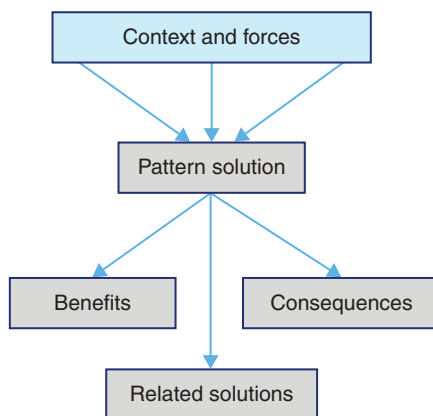 Context and forces
Pattern solution
Benefits
Consequences
Related solutions